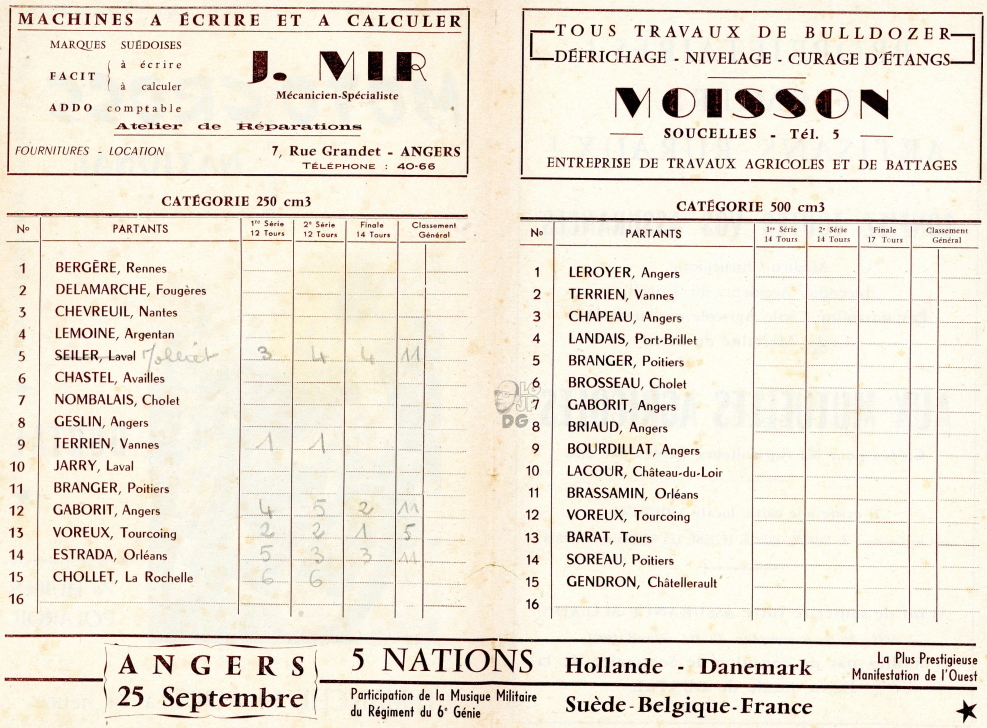 MACHINES A ÉCRIRE ET A CALCULER
MARQUES SUÉDOISES
FACIT { à écrire
à calculer
ADDO comptable
J. MIR
Mécanicien-Spécialiste
Atelier de Réparations
FOURNITURES - LOCATION
7, Rue Grandet - ANGERS
TÉLÉPHONE : 40-66
CATÉGORIE 250 cm3
No PARTANTS 1re Série 12 Tours 2e Série 12 Tours Finale 14 Tours Classement Général
1 BERGÈRE, Rennes
2 DELAMARCHE, Fougères
3 CHEVREUIL, Nantes
4 LEMOINE, Argentan
5 SEILER, Laval 3 4 4 11
6 CHASTEL, Availles
7 NOMBALAIS, Cholet
8 GESLIN, Angers
9 TERRIEN, Vannes 1 1
10 JARRY, Laval
11 BRANGER, Poitiers
12 GABORIT, Angers 4 5 2 11
13 VOREUX, Tourcoing 2 2 1 5
14 ESTRADA, Orléans 5 3 3 11
15 CHOLLET, La Rochelle 6 6
16
TOUS TRAVAUX DE BULLDOZER
DÉFRICHAGE - NIVELAGE - CURAGE D'ÉTANGS
MOISSON
SOUCELLES - Tél. 5
ENTREPRISE DE TRAVAUX AGRICOLES ET DE BATTAGES
CATÉGORIE 500 cm3
No PARTANTS 1re Série 14 Tours 2e Série 14 Tours Finale 17 Tours Classement Général
1 LEROYER, Angers
2 TERRIEN, Vannes
3 CHAPEAU, Angers
4 LANDAIS, Port-Brillet
5 BRANGER, Poitiers
6 BROSSEAU, Cholet
7 GABORIT, Angers
8 BRIAUD, Angers
9 BOURDILLAT, Angers
10 LACOUR, Château-du-Loir
11 BRASSAMIN, Orléans
12 VOREUX, Tourcoing
13 BARAT, Tours
14 SOREAU, Poitiers
15 GENDRON, Châtellerault
16
DG
ANGERS
25 Septembre
5 NATIONS
Participation de la Musique Militaire
du Régiment du 6e Génie
Hollande - Danemark
Suède-Belgique-France
La Plus Prestigieuse
Manifestation de l'Ouest